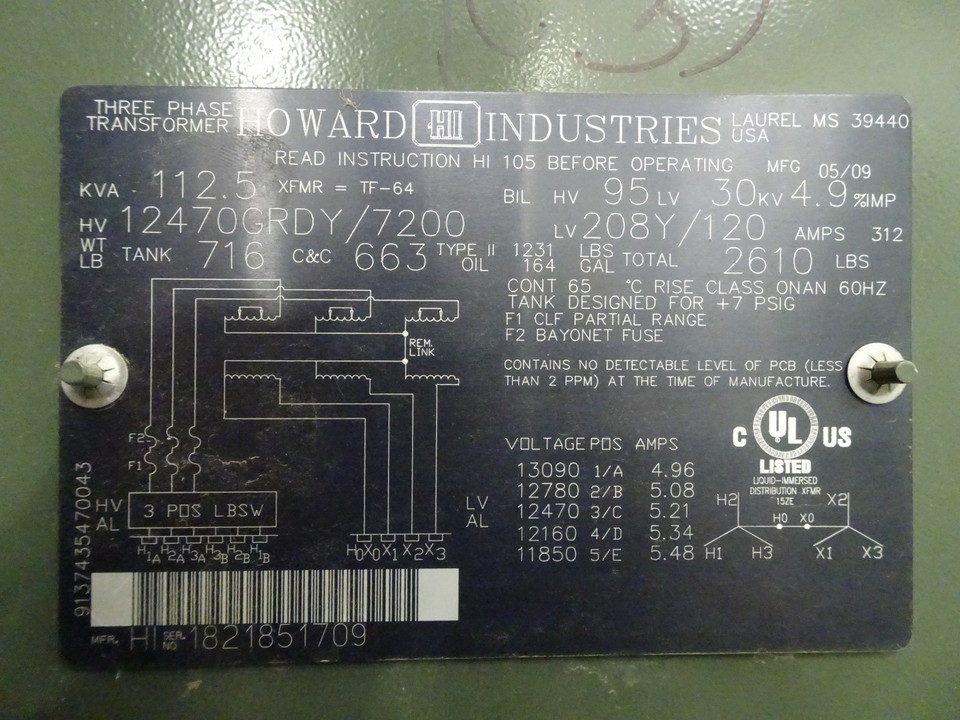 THREE PHASE
TRANSFORMER HOWARD HI INDUSTRIES LAUREL MS 39440
USA
READ INSTRUCTION HI 105 BEFORE OPERATING MFG 05/09
KVA 112.5 XFMR = TF-64 BIL HV 95 LV 30KV 4.9 %IMP
HV 12470GRDY/7200 LV 208Y/120 AMPS 312
WT LB TANK 716 C&C 663 TYPE II OIL 1231 LBS 164 GAL TOTAL 2610 LBS
CONT 65 °C RISE CLASS ONAN 60HZ
TANK DESIGNED FOR +7 PSIG
F1 CLF PARTIAL RANGE
F2 BAYONET FUSE
REM.
LINK
CONTAINS NO DETECTABLE LEVEL OF PCB (LESS
THAN 2 PPM) AT THE TIME OF MANUFACTURE.
F2
F1
HV
AL
3 POS LBSW
H1A H2A H3A H3B H2B H1B
LV
AL
H0X0 X1 X2 X3
VOLTAGE POS AMPS
13090 1/A 4.96
12780 2/B 5.08
12470 3/C 5.21
12160 4/D 5.34
11850 5/E 5.48
C UL US
LISTED
LIQUID-IMMERSED
DISTRIBUTION XFMR
15ZE
H2 X2
H0 X0
H1 H3 X1 X3
9137435470043
MFR. HI SER. NO 1821851709